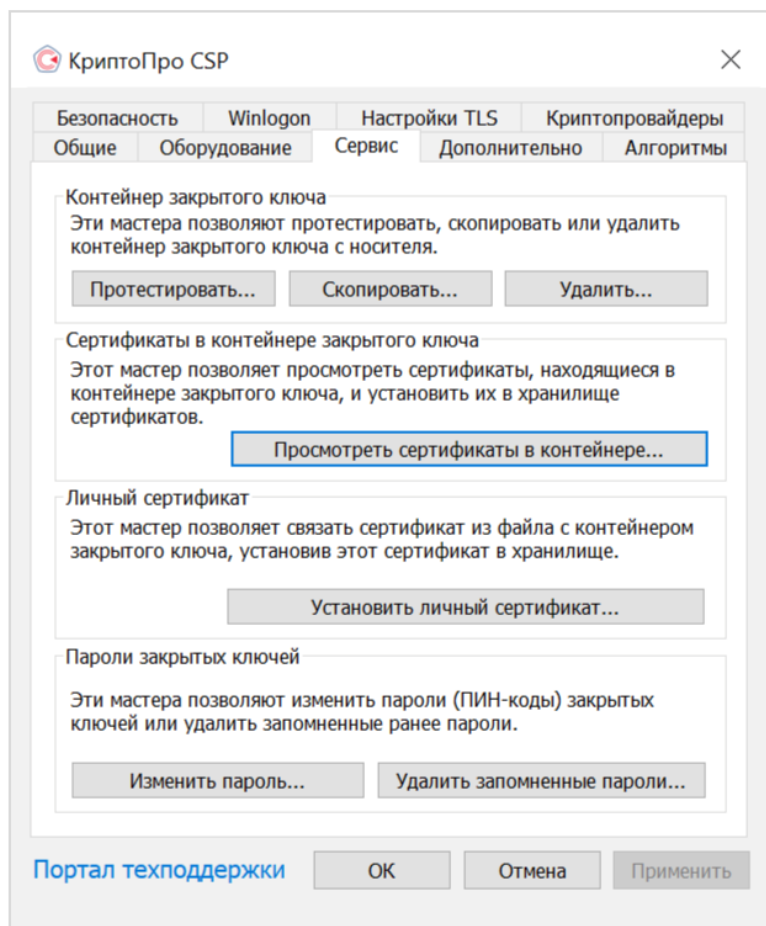 КриптоПро CSP
Безопасность Winlogon Настройки TLS Криптопровайдеры
Общие Оборудование Сервис Дополнительно Алгоритмы
Контейнер закрытого ключа
Эти мастера позволяют протестировать, скопировать или удалить
контейнер закрытого ключа с носителя.
Протестировать... Скопировать... Удалить...
Сертификаты в контейнере закрытого ключа
Этот мастер позволяет просмотреть сертификаты, находящиеся в
контейнере закрытого ключа, и установить их в хранилище
сертификатов.
Просмотреть сертификаты в контейнере...
Личный сертификат
Этот мастер позволяет связать сертификат из файла с контейнером
закрытого ключа, установив этот сертификат в хранилище.
Установить личный сертификат...
Пароли закрытых ключей
Эти мастера позволяют изменить пароли (ПИН-коды) закрытых
ключей или удалить запомненные ранее пароли.
Изменить пароль... Удалить запомненные пароли...
Портал техподдержки ОК Отмена Применить